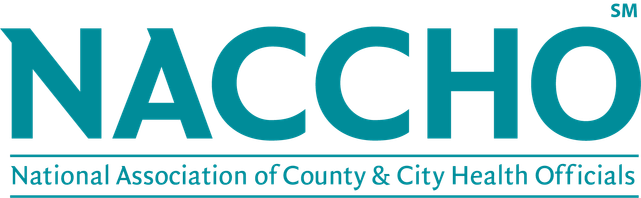 NACCHO SM
National Association of County & City Health Officials